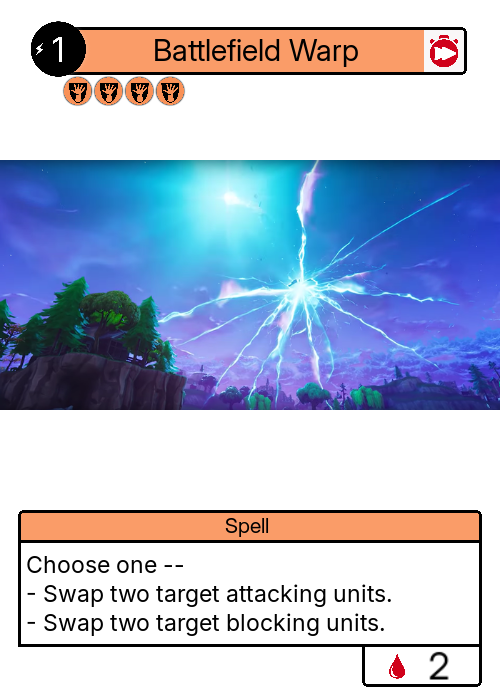 1
Battlefield Warp
Spell
Choose one --
- Swap two target attacking units.
- Swap two target blocking units.
2